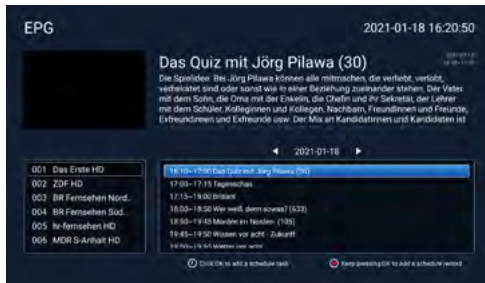 EPG
2021-01-18 16:20:50
Das Quiz mit Jörg Pilawa (30)
Die Spielidee: Bei Jörg Pilawa können alle mitmachen, die verliebt, verlobt,
verheiratet sind oder sonst wie in einer Beziehung zueinander stehen. Der Vater
mit dem Sohn, die Oma mit der Enkelin, die Chefin und ihr Sekretär, der Lehrer
mit dem Schüler, Kolleginnen und Kollegen, Nachbarn, Freundinnen und Freunde,
Exfreundinnen und Exfreunde usw. Der Mix an Kandidatinnen und Kandidaten ist
2021-01-18
001 Das Erste HD
002 ZDF HD
003 BR Fernsehen Nord..
004 BR Fernsehen Süd..
005 hr-fernsehen HD
006 MDR S-Anhalt HD
16:10~17:00 Das Quiz mit Jörg Pilawa (30)
17:00~17:15 Tagesschau
17:15~18:00 Brisant
18:00~18:50 Wer weiß denn sowas? (633)
18:50~19:45 Morden im Norden (105)
19:45~19:50 Wissen vor acht - Zukunft
19:50~19:55 Wetter vor acht
Click OK to add a schedule task
Keep pressing OK to add a schedule record